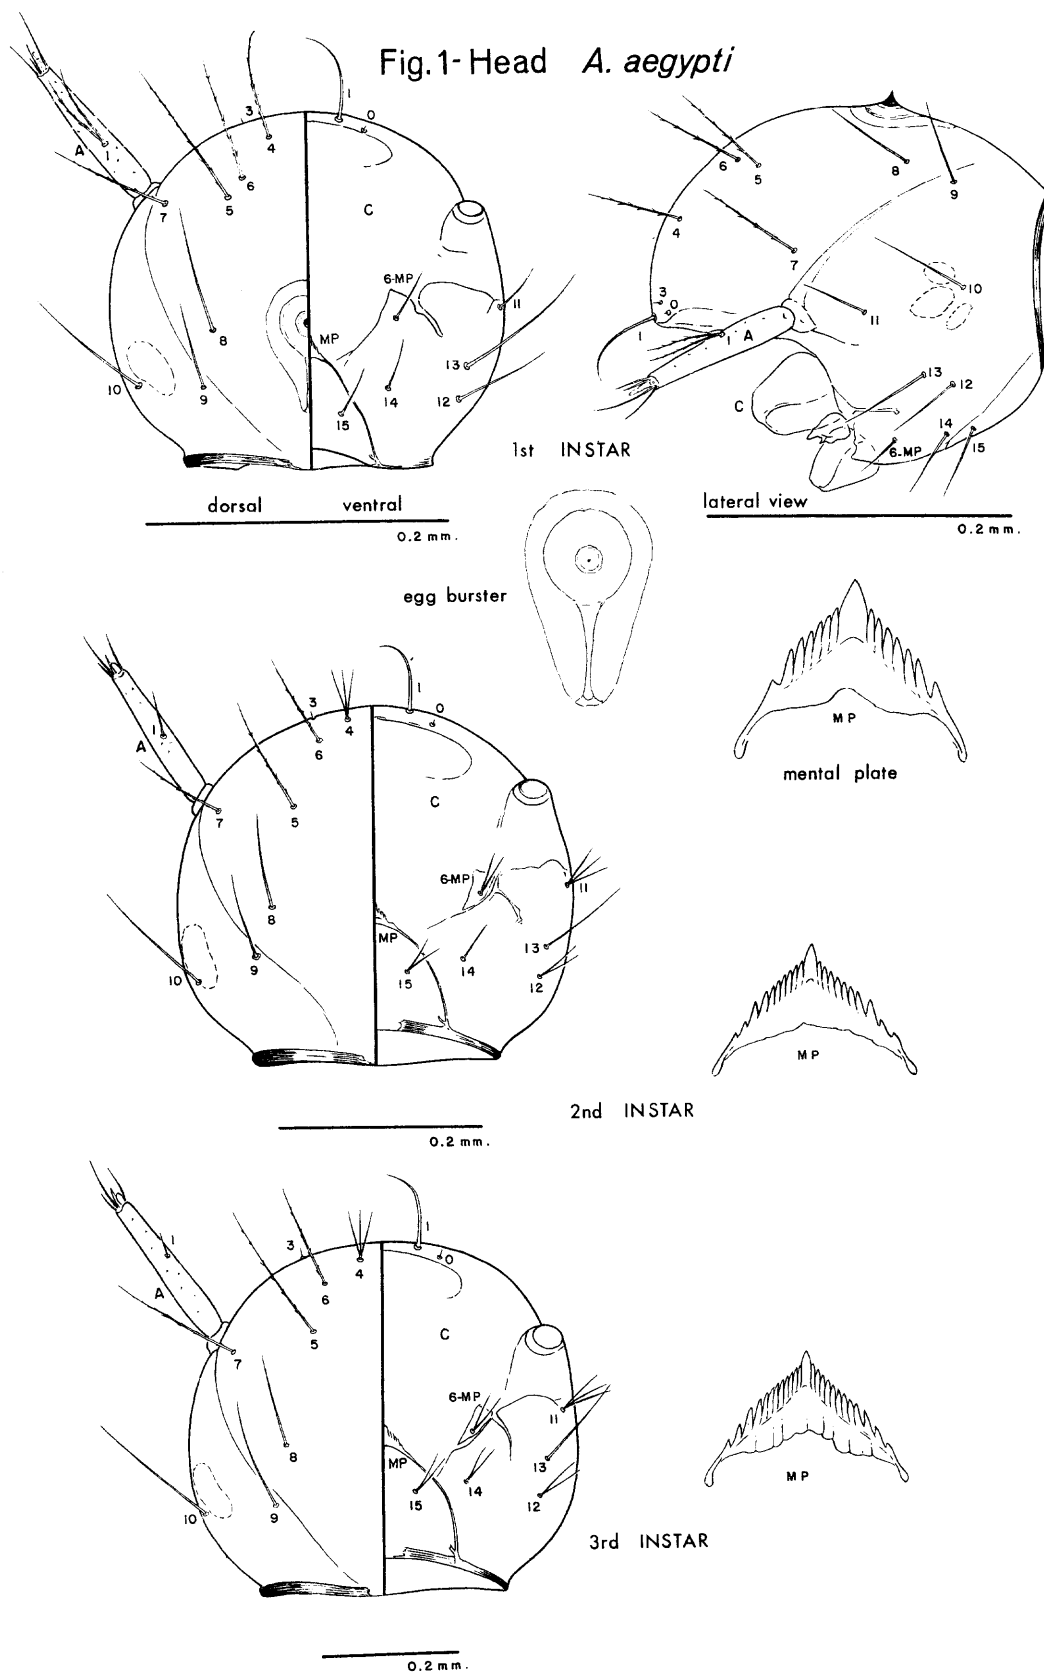 Fig.1- Head A. aegypti
1
O
3
4
A
1
6
5
7
C
6-MP
11
MP
8
13
10
9
14
12
15
6
5
8
9
4
7
10
3
O
11
1
1
A
13
12
C
14
6-MP
15
1st INSTAR
dorsal ventral
0.2 mm.
lateral view
0.2 mm.
egg burster
MP
mental plate
1
3
O
4
6
1
A
7
5
C
6-MP
11
8
MP
13
9
14
10
15
12
MP
2nd INSTAR
0.2 mm.
1
3
O
4
1
A
6
5
7
C
6-MP
11
8
MP
13
14
15
12
10
9
MP
3rd INSTAR
0.2 mm.